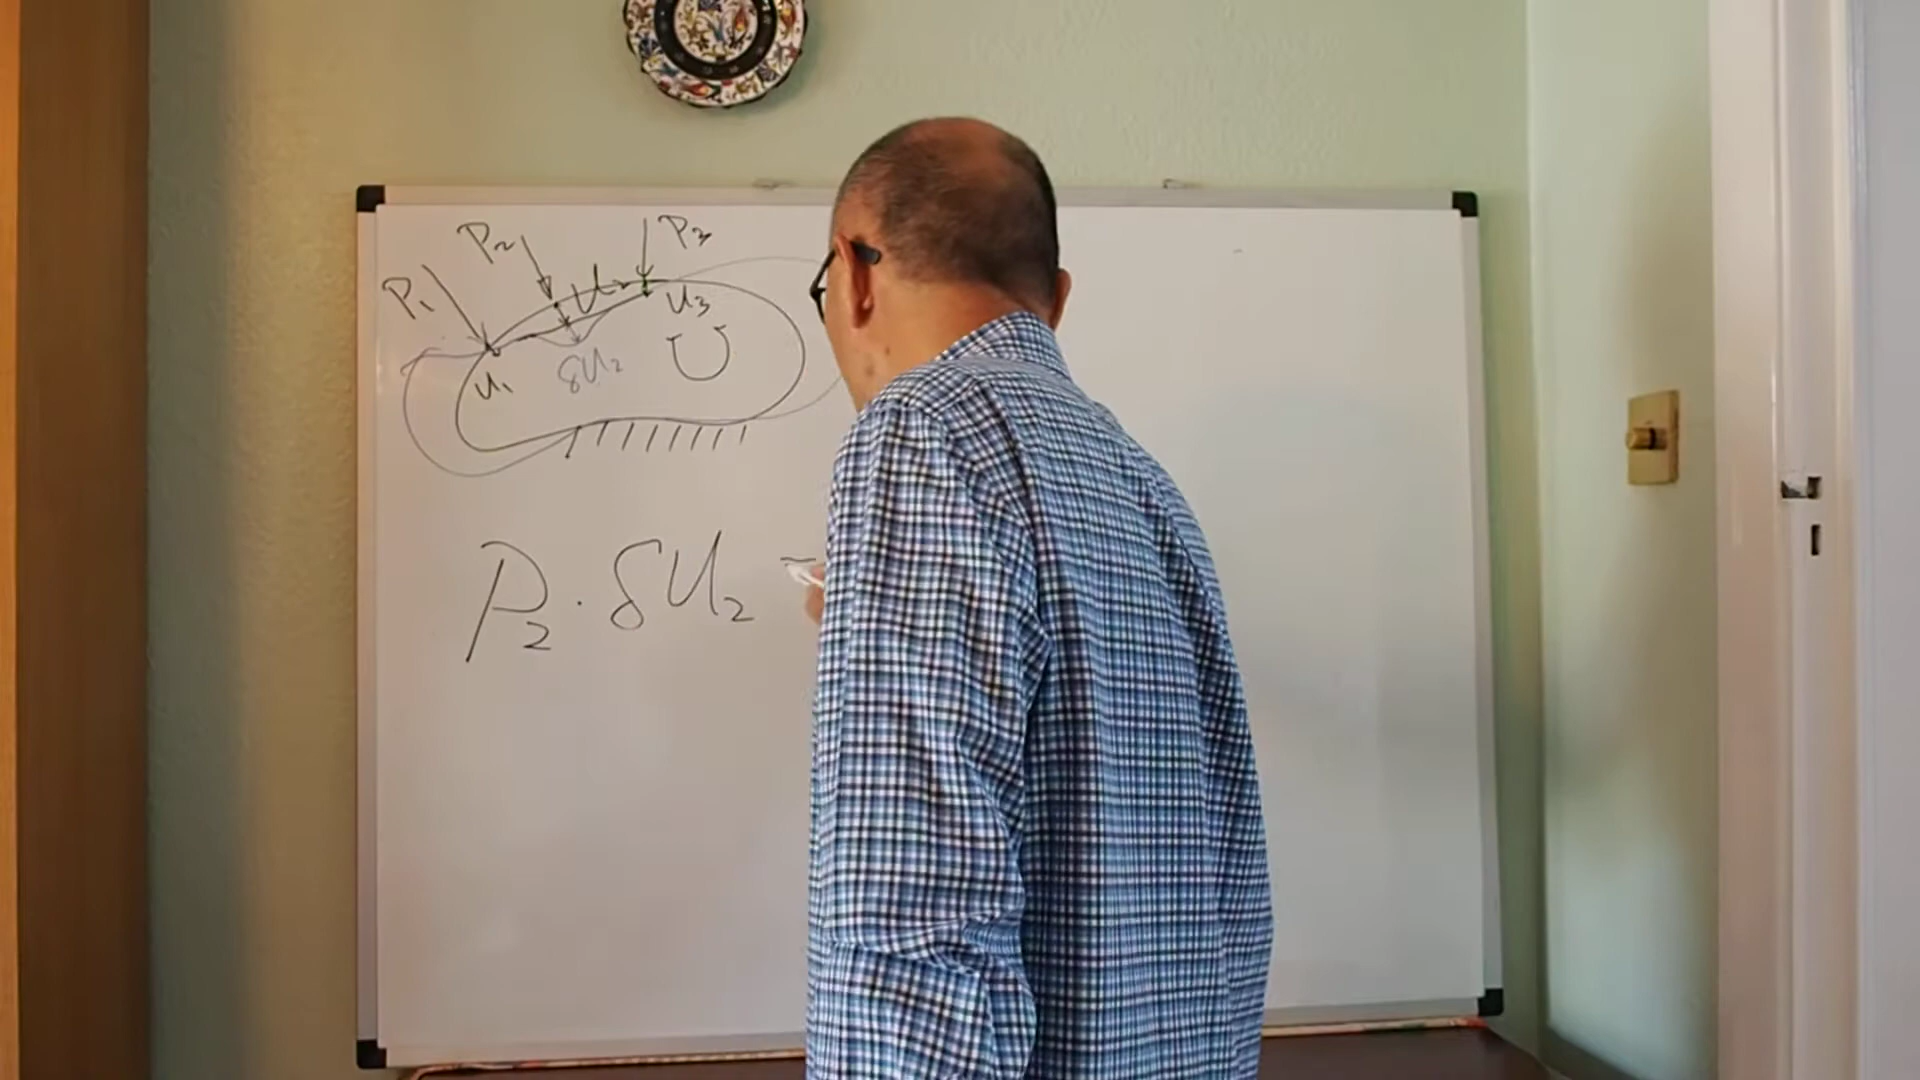 P₁ P₂ P₃
u₁ u₂ u₃
δu₂ U
P₂ · δu₂ =